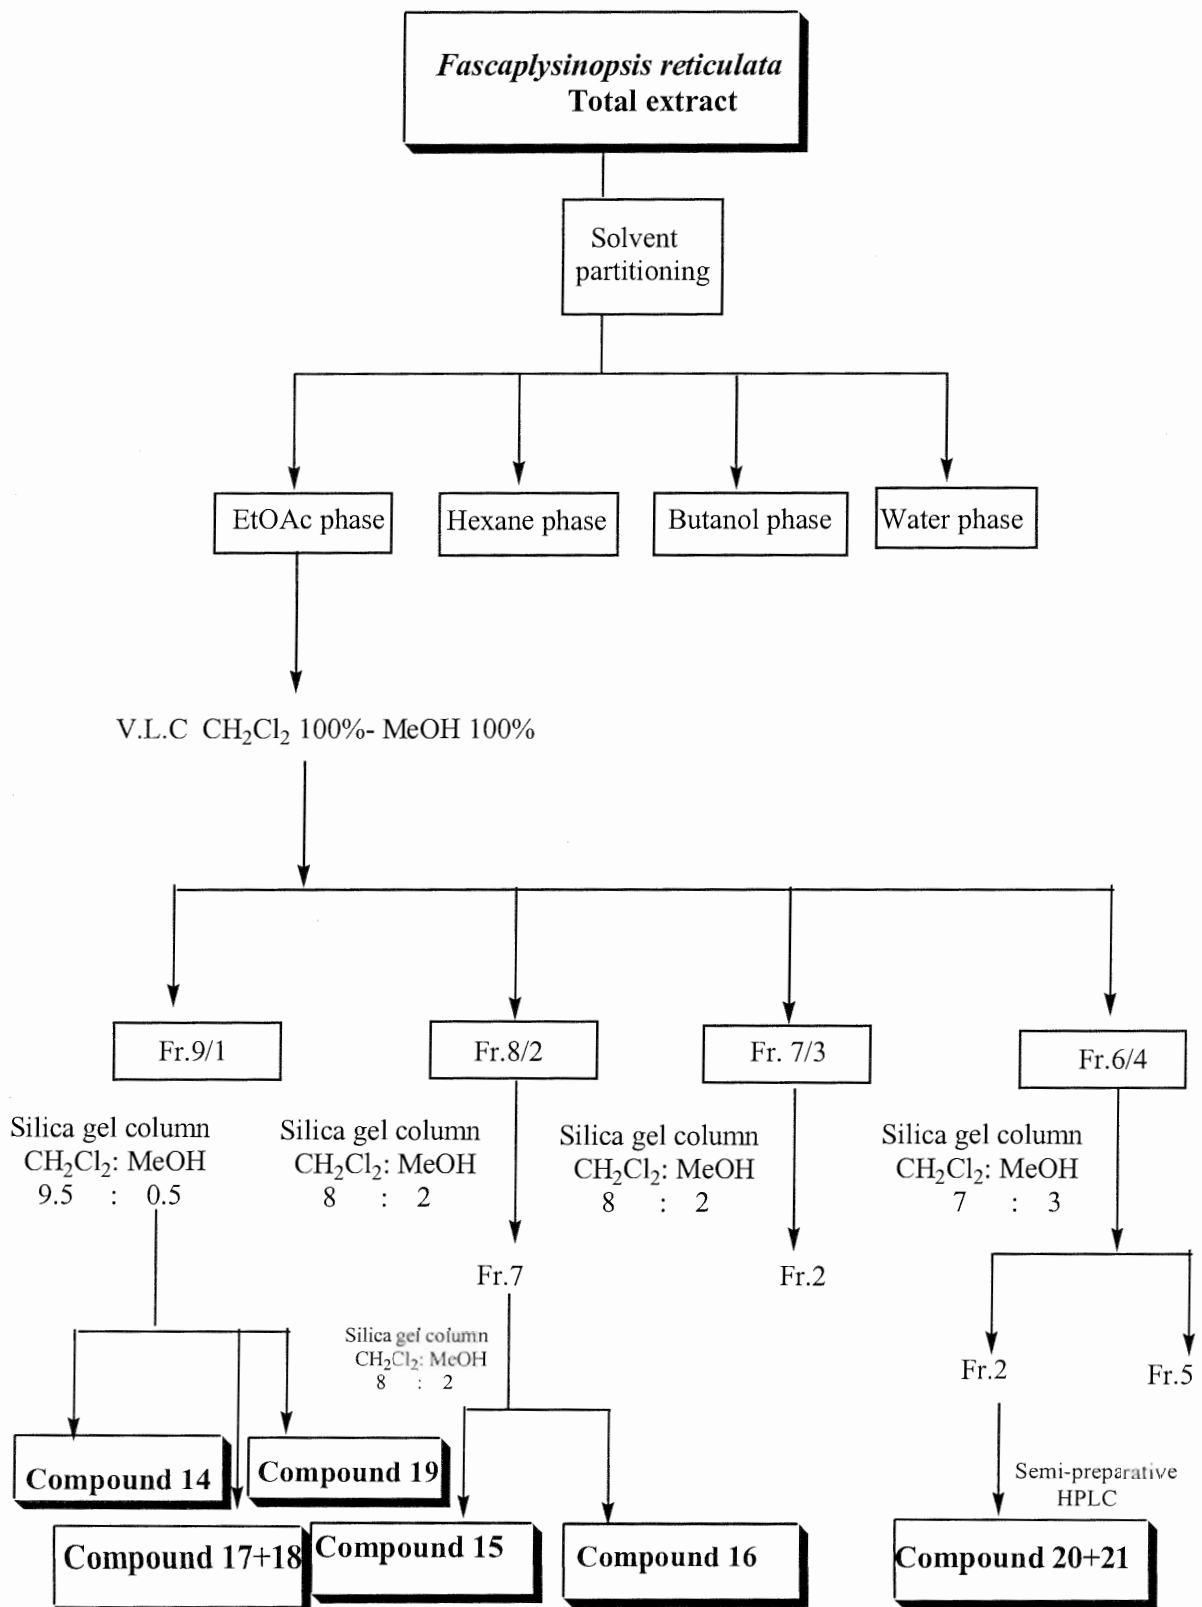 Fascaplysinopsis reticulata
Total extract
Solvent
partitioning
EtOAc phase
Hexane phase
Butanol phase
Water phase
V.L.C CH₂Cl₂ 100%- MeOH 100%
Fr.9/1
Fr.8/2
Fr. 7/3
Fr.6/4
Silica gel column
CH₂Cl₂: MeOH
9.5 : 0.5
Silica gel column
CH₂Cl₂: MeOH
8 : 2
Silica gel column
CH₂Cl₂: MeOH
8 : 2
Silica gel column
CH₂Cl₂: MeOH
7 : 3
Fr.7
Fr.2
Silica gel column
CH₂Cl₂: MeOH
8 : 2
Fr.2
Fr.5
Semi-preparative
HPLC
Compound 14
Compound 19
Compound 17+18
Compound 15
Compound 16
Compound 20+21